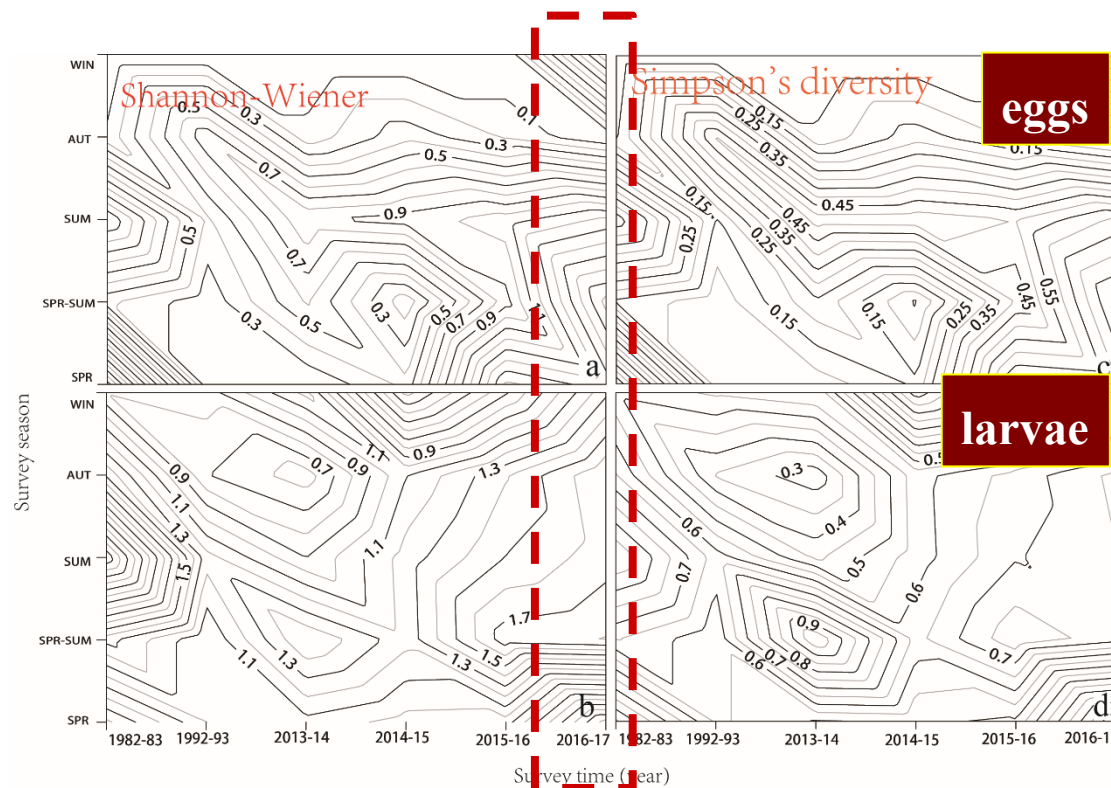 Shannon-Wiener
Simpson's diversity
eggs
larvae
WIN
AUT
SUM
SPR-SUM
SPR
0.5
0.3
0.7
0.5
0.3
0.1
0.9
0.5
0.7
0.3
0.5
0.3
0.5
0.7
0.9
a
0.15
0.25
0.35
0.15
0.15
0.25
0.45
0.35
0.25
0.45
0.15
0.15
0.25
0.35
0.45
0.55
c
Survey season
WIN
AUT
SUM
SPR-SUM
SPR
0.9
1.1
1.3
1.5
0.7
0.9
1.1
0.9
1.3
1.1
1.7
1.1
1.3
1.3
1.5
b
0.3
0.4
0.5
0.6
0.7
0.6
0.9
0.8
0.7
0.6
0.7
d
1982-83 1992-93 2013-14 2014-15 2015-16 2016-17
1992-93 2013-14 2014-15 2015-16 2016-1
Survey time (year)